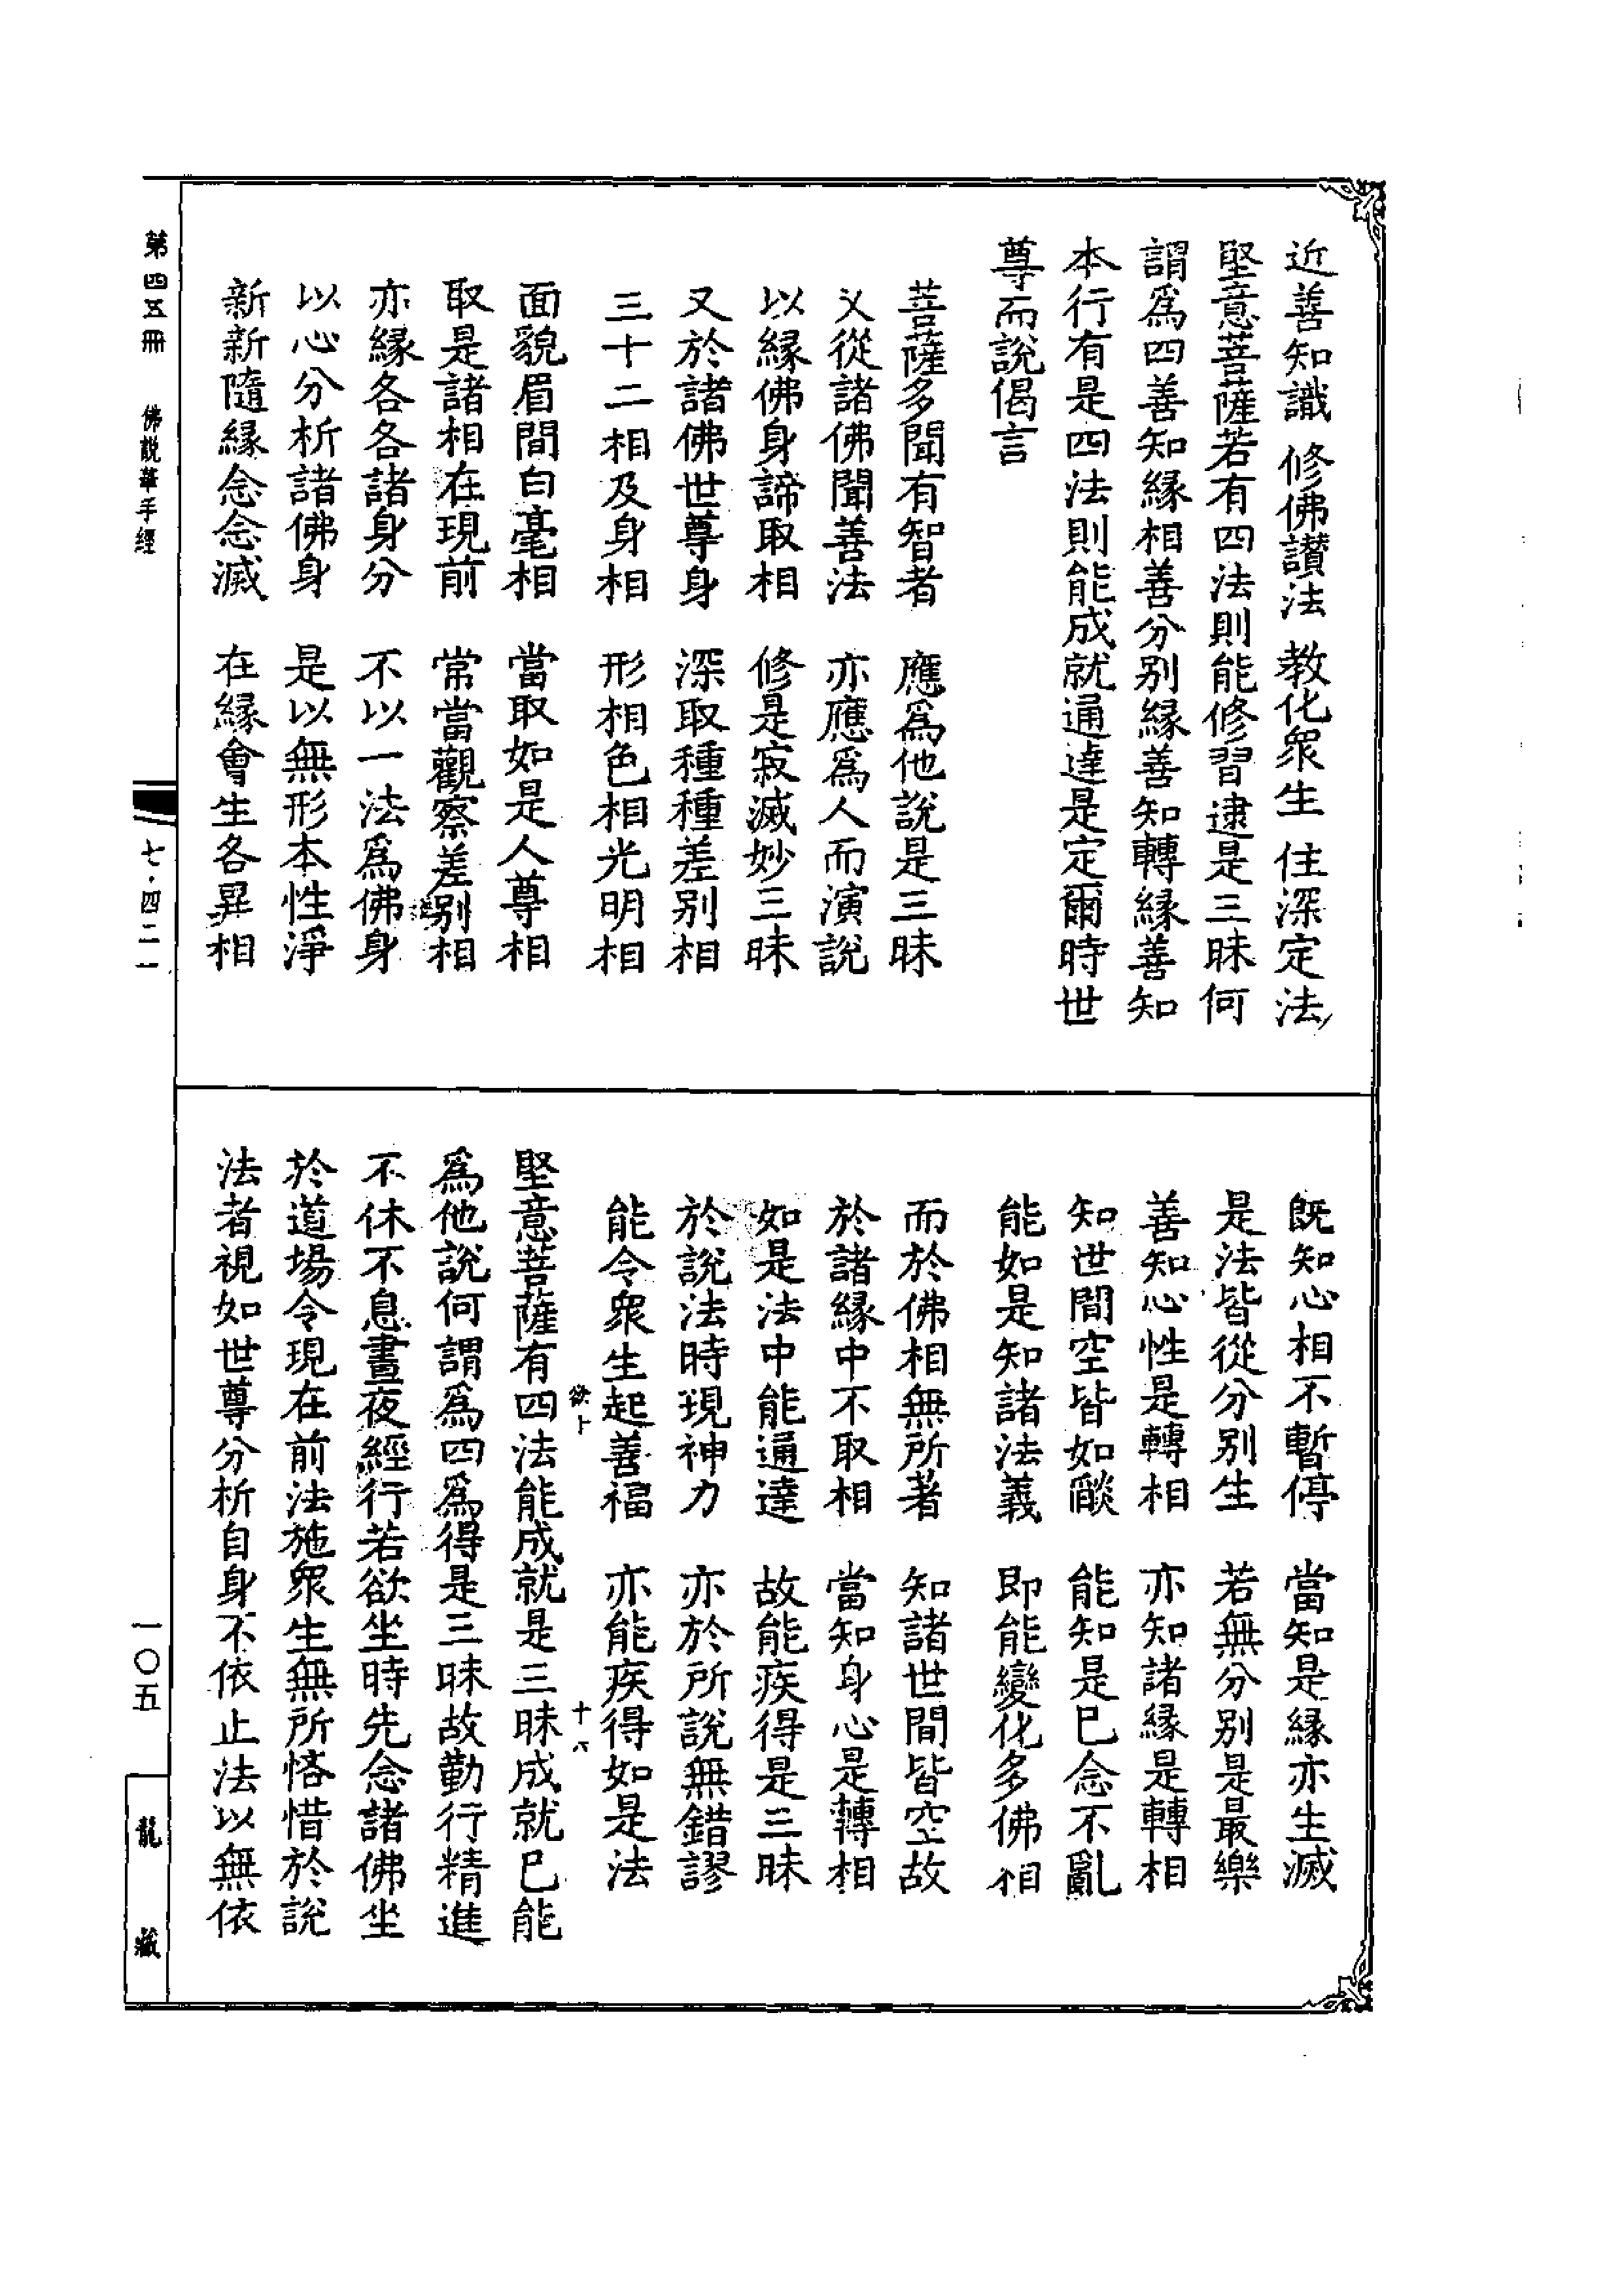 近善知識　修佛讃法　教化衆生　住深定法
堅意菩薩若有四法則能修習逮是三昧何
謂爲四善知縁相善分別縁善知轉縁善知
本行有是四法則能成就通達是定爾時世
尊而說偈言
菩薩多聞有智者　應爲他說是三昧
又從諸佛聞善法　亦應爲人而演說
以縁佛身諦取相　修是寂滅妙三昧
又於諸佛世尊身　深取種種差別相
三十二相及身相　形相色相光明相
面貌眉間白毫相　當取如是人尊相
取是諸相在現前　常當觀察差別相
亦縁各各諸身分　不以一法爲佛身
以心分析諸佛身　是以無形本性淨
新新隨縁念念滅　在縁會生各異相
既知心相不暫停　當知是縁亦生滅
是法皆從分別生　若無分別是最樂
善知心性是轉相　亦知諸縁是轉相
知世間空皆如燄　能知是已念不亂
能如是知諸法義　即能變化多佛相
而於佛相無所著　知諸世間皆空故
於諸縁中不取相　當知身心是轉相
如是法中能通達　故能疾得是三昧
於說法時現神力　亦於所說無錯謬
能令衆生起善福　亦能疾得如是法
十六
堅意菩薩有四法能成就是三昧成就已能
爲他說何謂爲四爲得是三昧故勤行精進
不休不息晝夜經行若欲坐時先念諸佛坐
於道場令現在前法施衆生無所悋惜於說
法者視如世尊分析自身不依止法以無依
第四五冊　佛說華手經
七·四二一
一〇五
龍藏